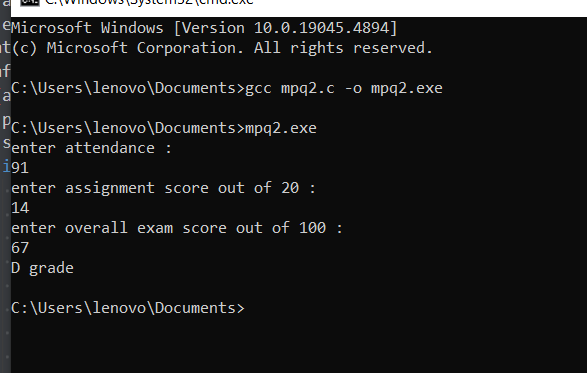 C:\Windows\System32\cmd.exe
Microsoft Windows [Version 10.0.19045.4894]
(c) Microsoft Corporation. All rights reserved.
C:\Users\lenovo\Documents>gcc mpq2.c -o mpq2.exe
C:\Users\lenovo\Documents>mpq2.exe
enter attendance :
91
enter assignment score out of 20 :
14
enter overall exam score out of 100 :
67
D grade
C:\Users\lenovo\Documents>